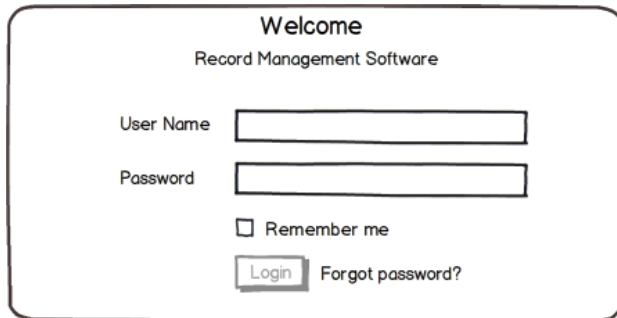 Welcome
Record Management Software
User Name
Password
Remember me
Login Forgot password?